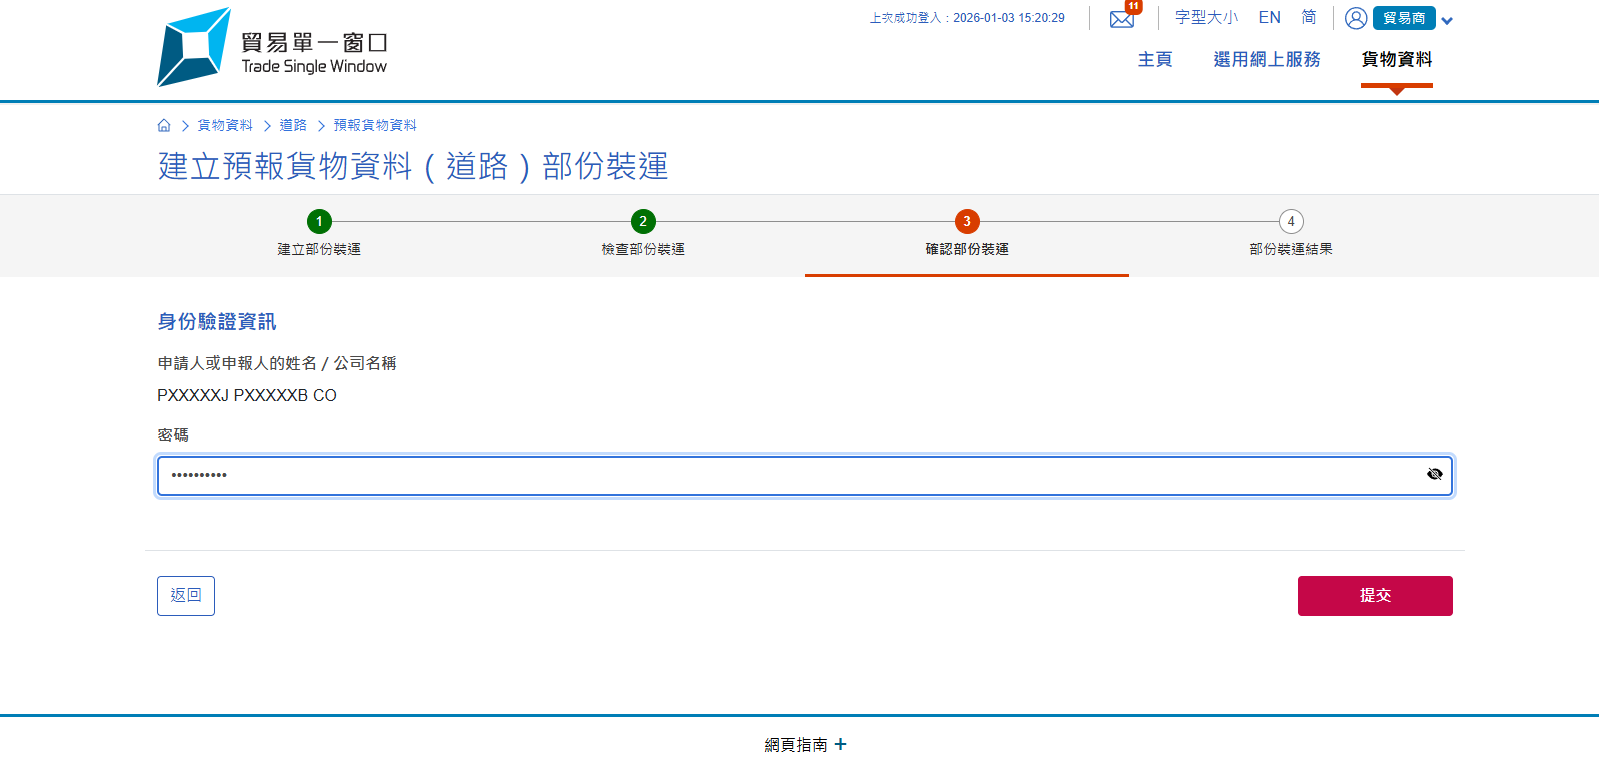 上次成功登入：2026-01-03 15:20:29
11
字型大小 EN 简
貿易商
貿易單一窗口
Trade Single Window
主頁 選用網上服務 貨物資料
貨物資料 > 道路 > 預報貨物資料
建立預報貨物資料 ( 道路 ) 部份裝運
1 2 3 4
建立部份裝運 檢查部份裝運 確認部份裝運 部份裝運結果
身份驗證資訊
申請人或申報人的姓名 / 公司名稱
PXXXXXJ PXXXXXB CO
密碼
••••••••••
返回 提交
網頁指南 +